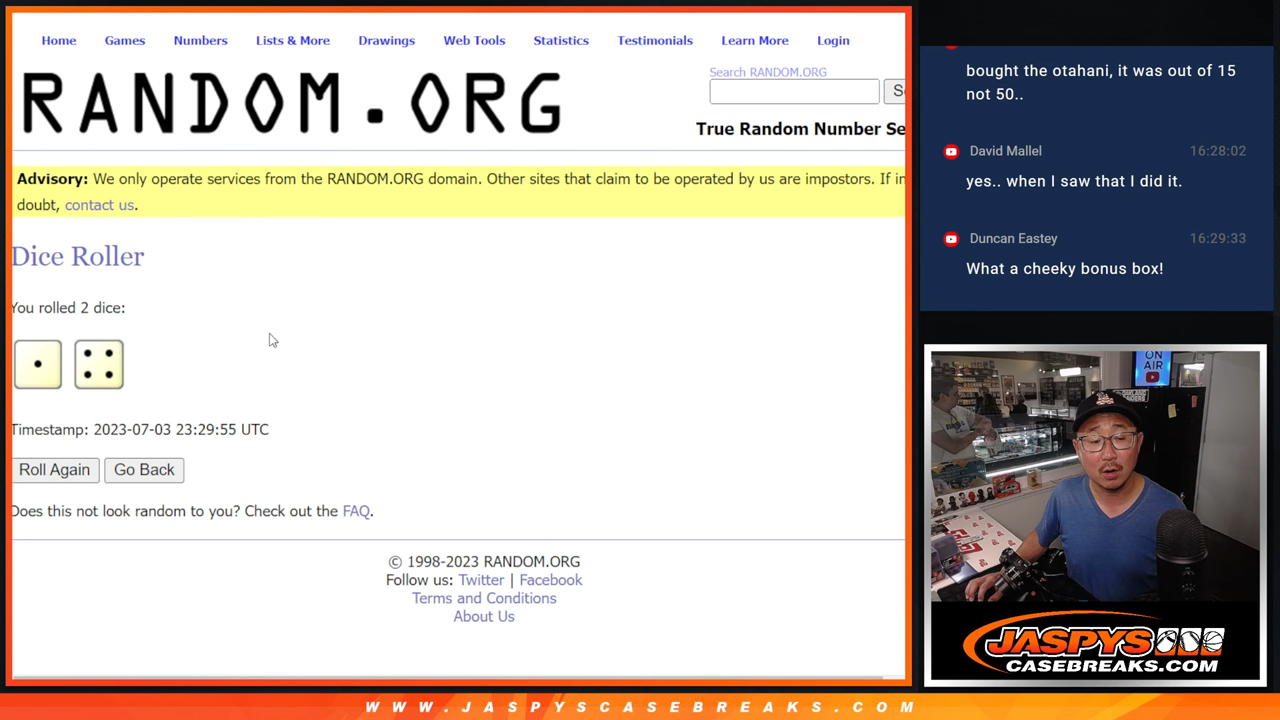 Home Games Numbers Lists & More Drawings Web Tools Statistics Testimonials Learn More Login
RANDOM.ORG
Search RANDOM.ORG
True Random Number Se
Advisory: We only operate services from the RANDOM.ORG domain. Other sites that claim to be operated by us are impostors. If in
doubt, contact us.
Dice Roller
You rolled 2 dice:
Timestamp: 2023-07-03 23:29:55 UTC
Roll Again Go Back
Does this not look random to you? Check out the FAQ.
© 1998-2023 RANDOM.ORG
Follow us: Twitter | Facebook
Terms and Conditions
About Us
bought the otahani, it was out of 15
not 50..
David Mallel 16:28:02
yes.. when I saw that I did it.
Duncan Eastey 16:29:33
What a cheeky bonus box!
ON
AIR
JASPYS
CASEBREAKS.COM
WWW.JASPYSCASEBREAKS.COM